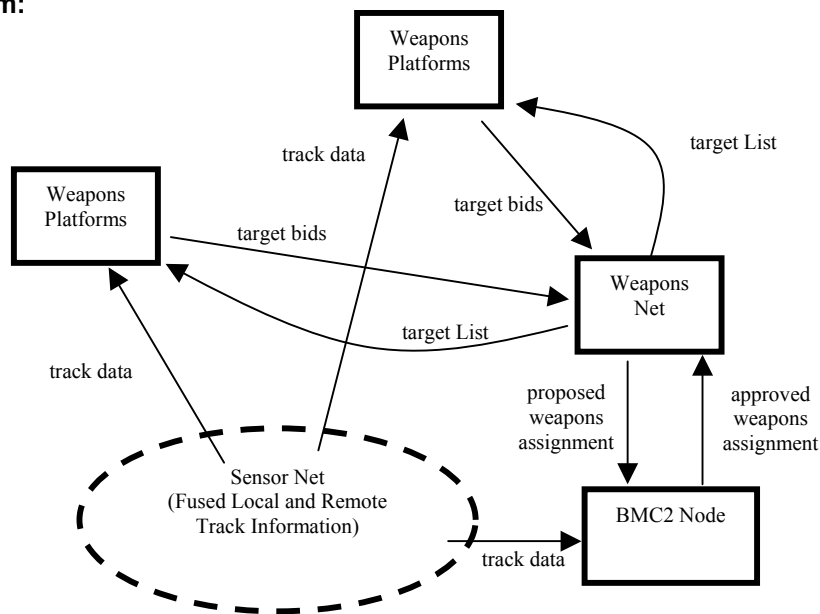 m:
Weapons
Platforms
track data
target List
Weapons
Platforms
target bids
target bids
Weapons
Net
target List
track data
proposed
weapons
assignment
approved
weapons
assignment
Sensor Net
(Fused Local and Remote
Track Information)
BMC2 Node
track data